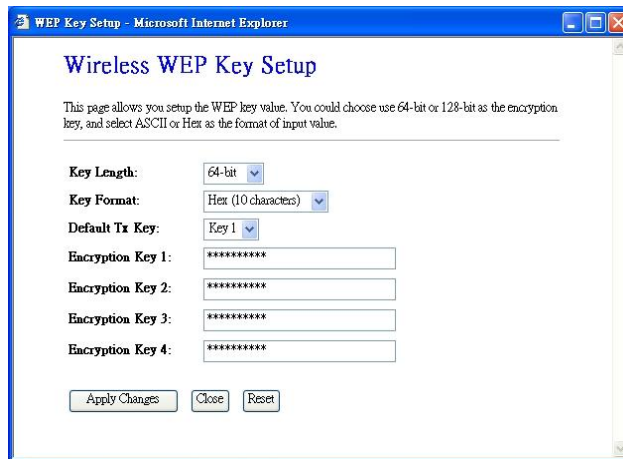 WEP Key Setup - Microsoft Internet Explorer
Wireless WEP Key Setup
This page allows you setup the WEP key value. You could choose use 64-bit or 128-bit as the encryption
key, and select ASCII or Hex as the format of input value.
Key Length: 64-bit
Key Format: Hex (10 characters)
Default Tx Key: Key 1
Encryption Key 1: **********
Encryption Key 2: **********
Encryption Key 3: **********
Encryption Key 4: **********
Apply Changes Close Reset